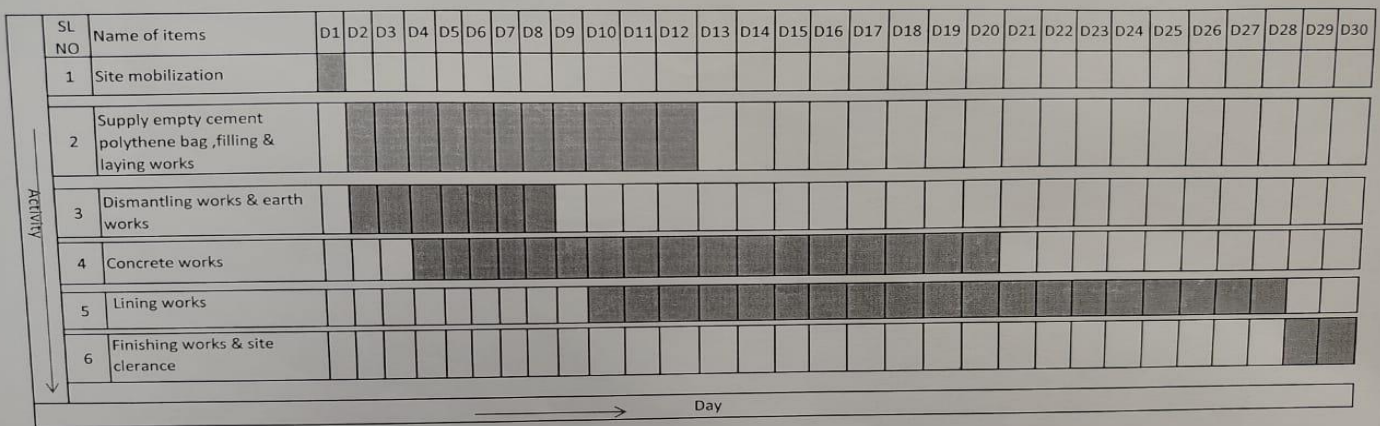 SL NO Name of items D1 D2 D3 D4 D5 D6 D7 D8 D9 D10 D11 D12 D13 D14 D15 D16 D17 D18 D19 D20 D21 D22 D23 D24 D25 D26 D27 D28 D29 D30
1 Site mobilization
2 Supply empty cement
polythene bag ,filling &
laying works
3 Dismantling works & earth
works
4 Concrete works
5 Lining works
6 Finishing works & site
clerance
Activity
Day